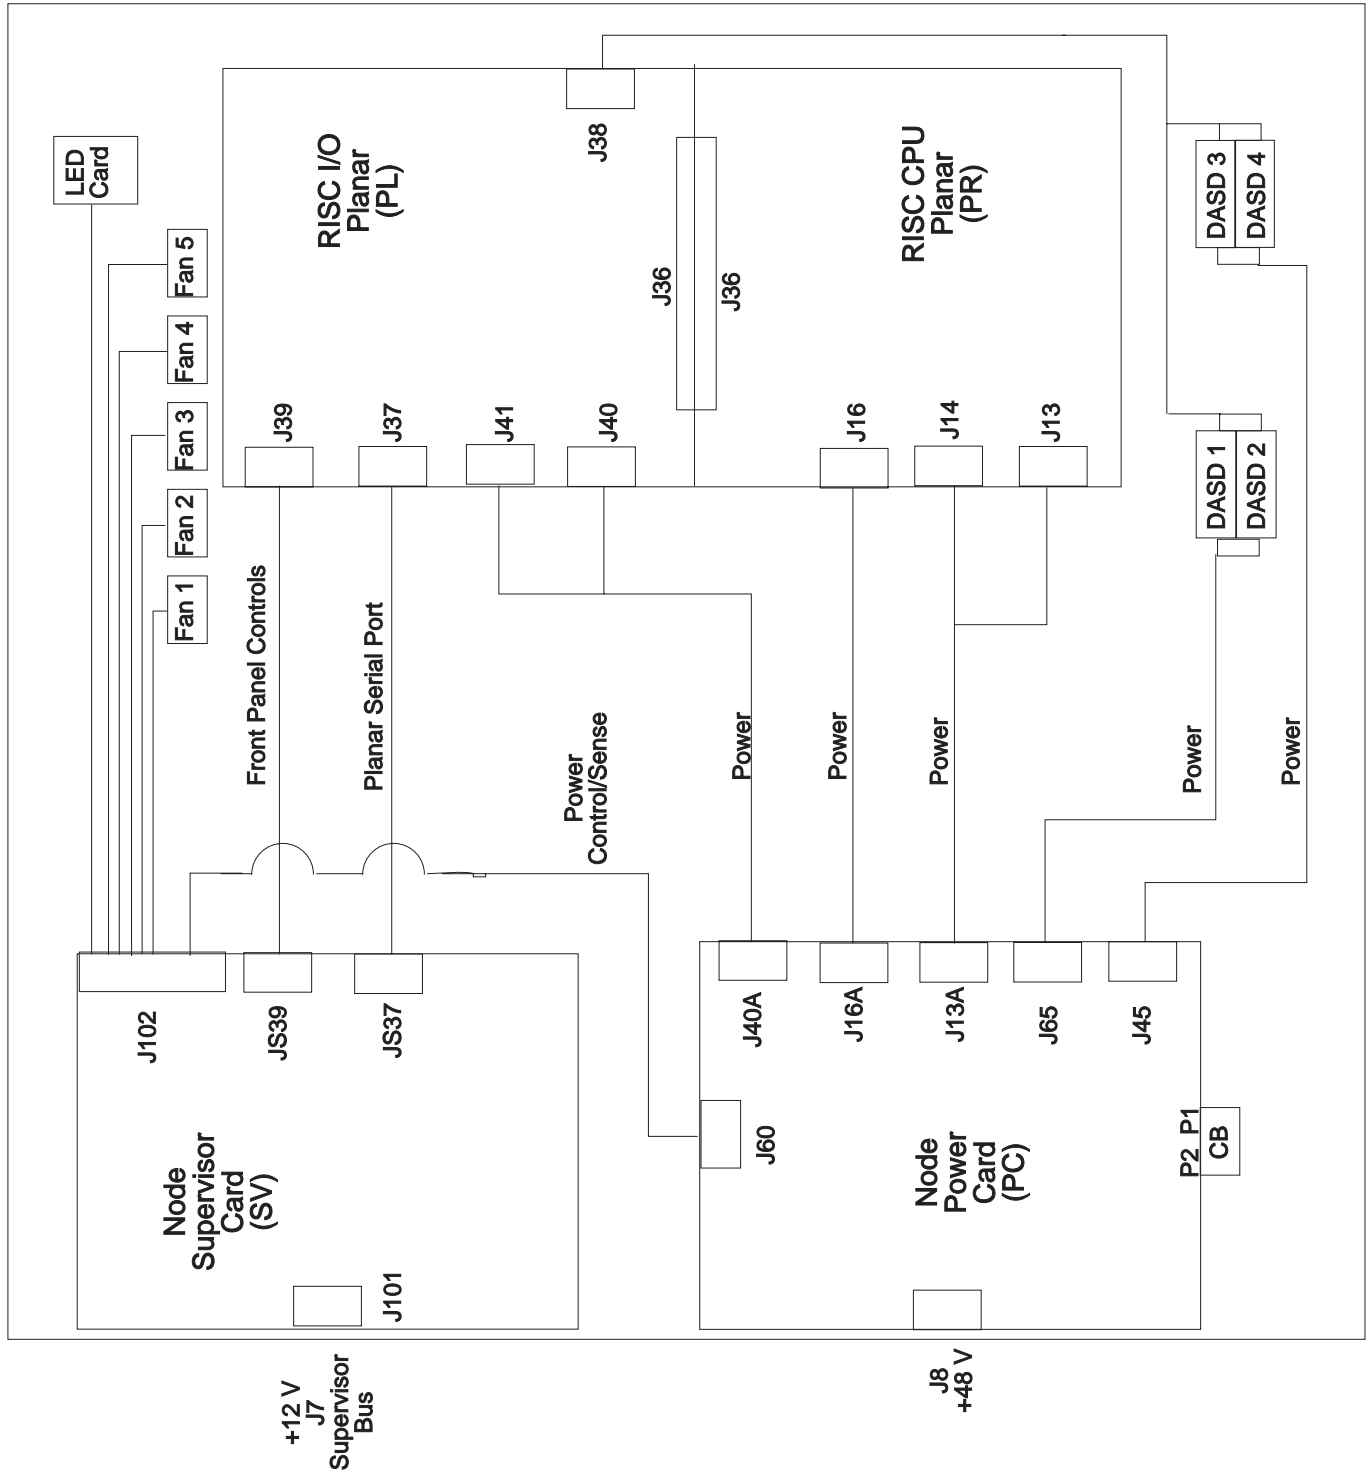 +12 V
J7
Supervisor
Bus
J8
+48 V
Node
Supervisor
Card
(SV)
J101
J102
JS39
JS37
Node
Power
Card
(PC)
J60
J40A
J16A
J13A
J65
J45
P2 P1
CB
Front Panel Controls
Planar Serial Port
Power
Control/Sense
Power
Power
Power
Power
Power
Fan 1
Fan 2
Fan 3
Fan 4
Fan 5
LED
Card
RISC I/O
Planar
(PL)
J39
J37
J41
J40
J38
J36
J36
RISC CPU
Planar
(PR)
J16
J14
J13
DASD 1
DASD 2
DASD 3
DASD 4